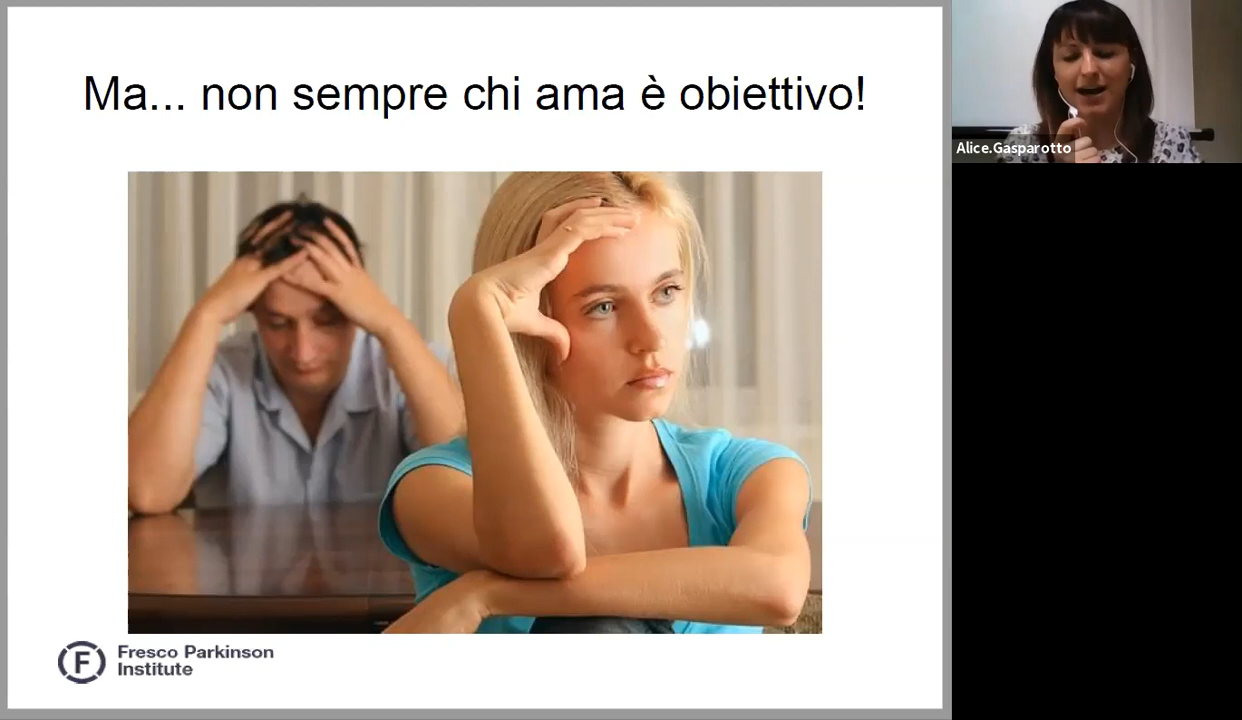 Ma... non sempre chi ama è obiettivo!
Alice.Gasparotto
F
Fresco Parkinson
Institute